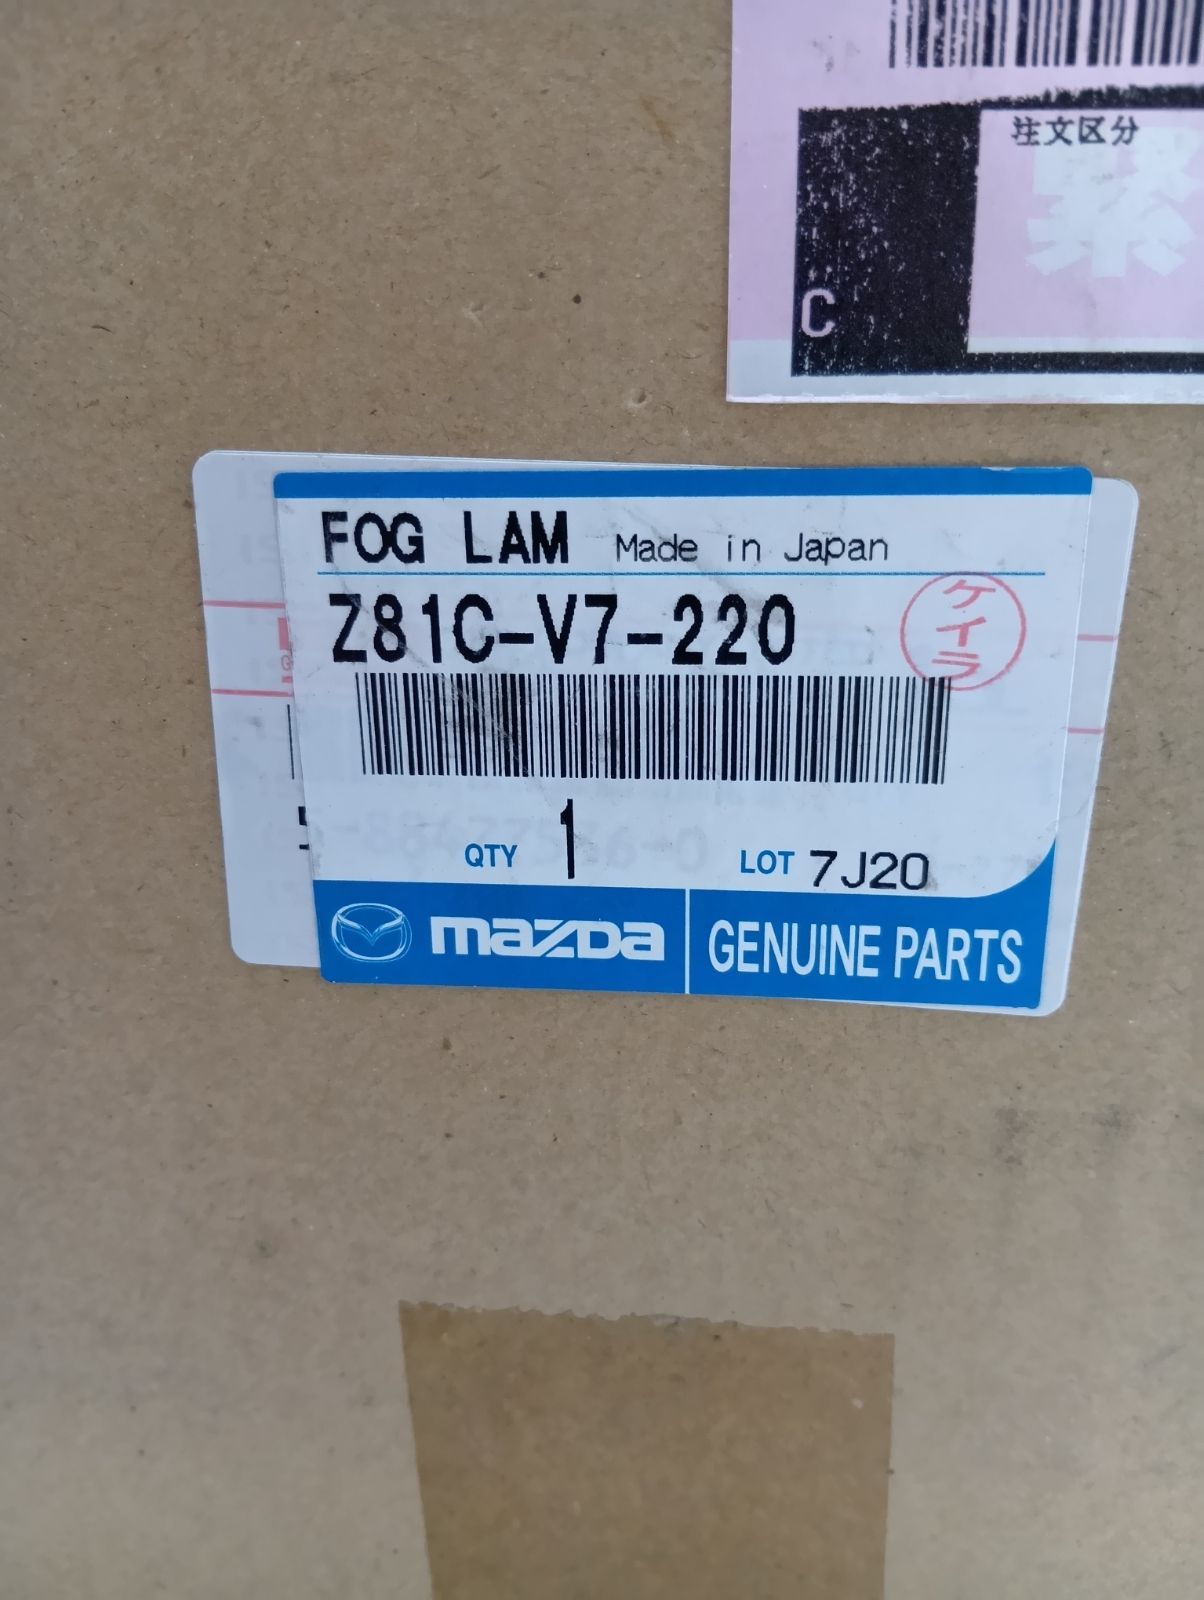 注文区分
緊
C
FOG LAM Made in Japan
Z81C-V7-220
ケイラ
QTY 1 LOT 7J20
mazda GENUINE PARTS